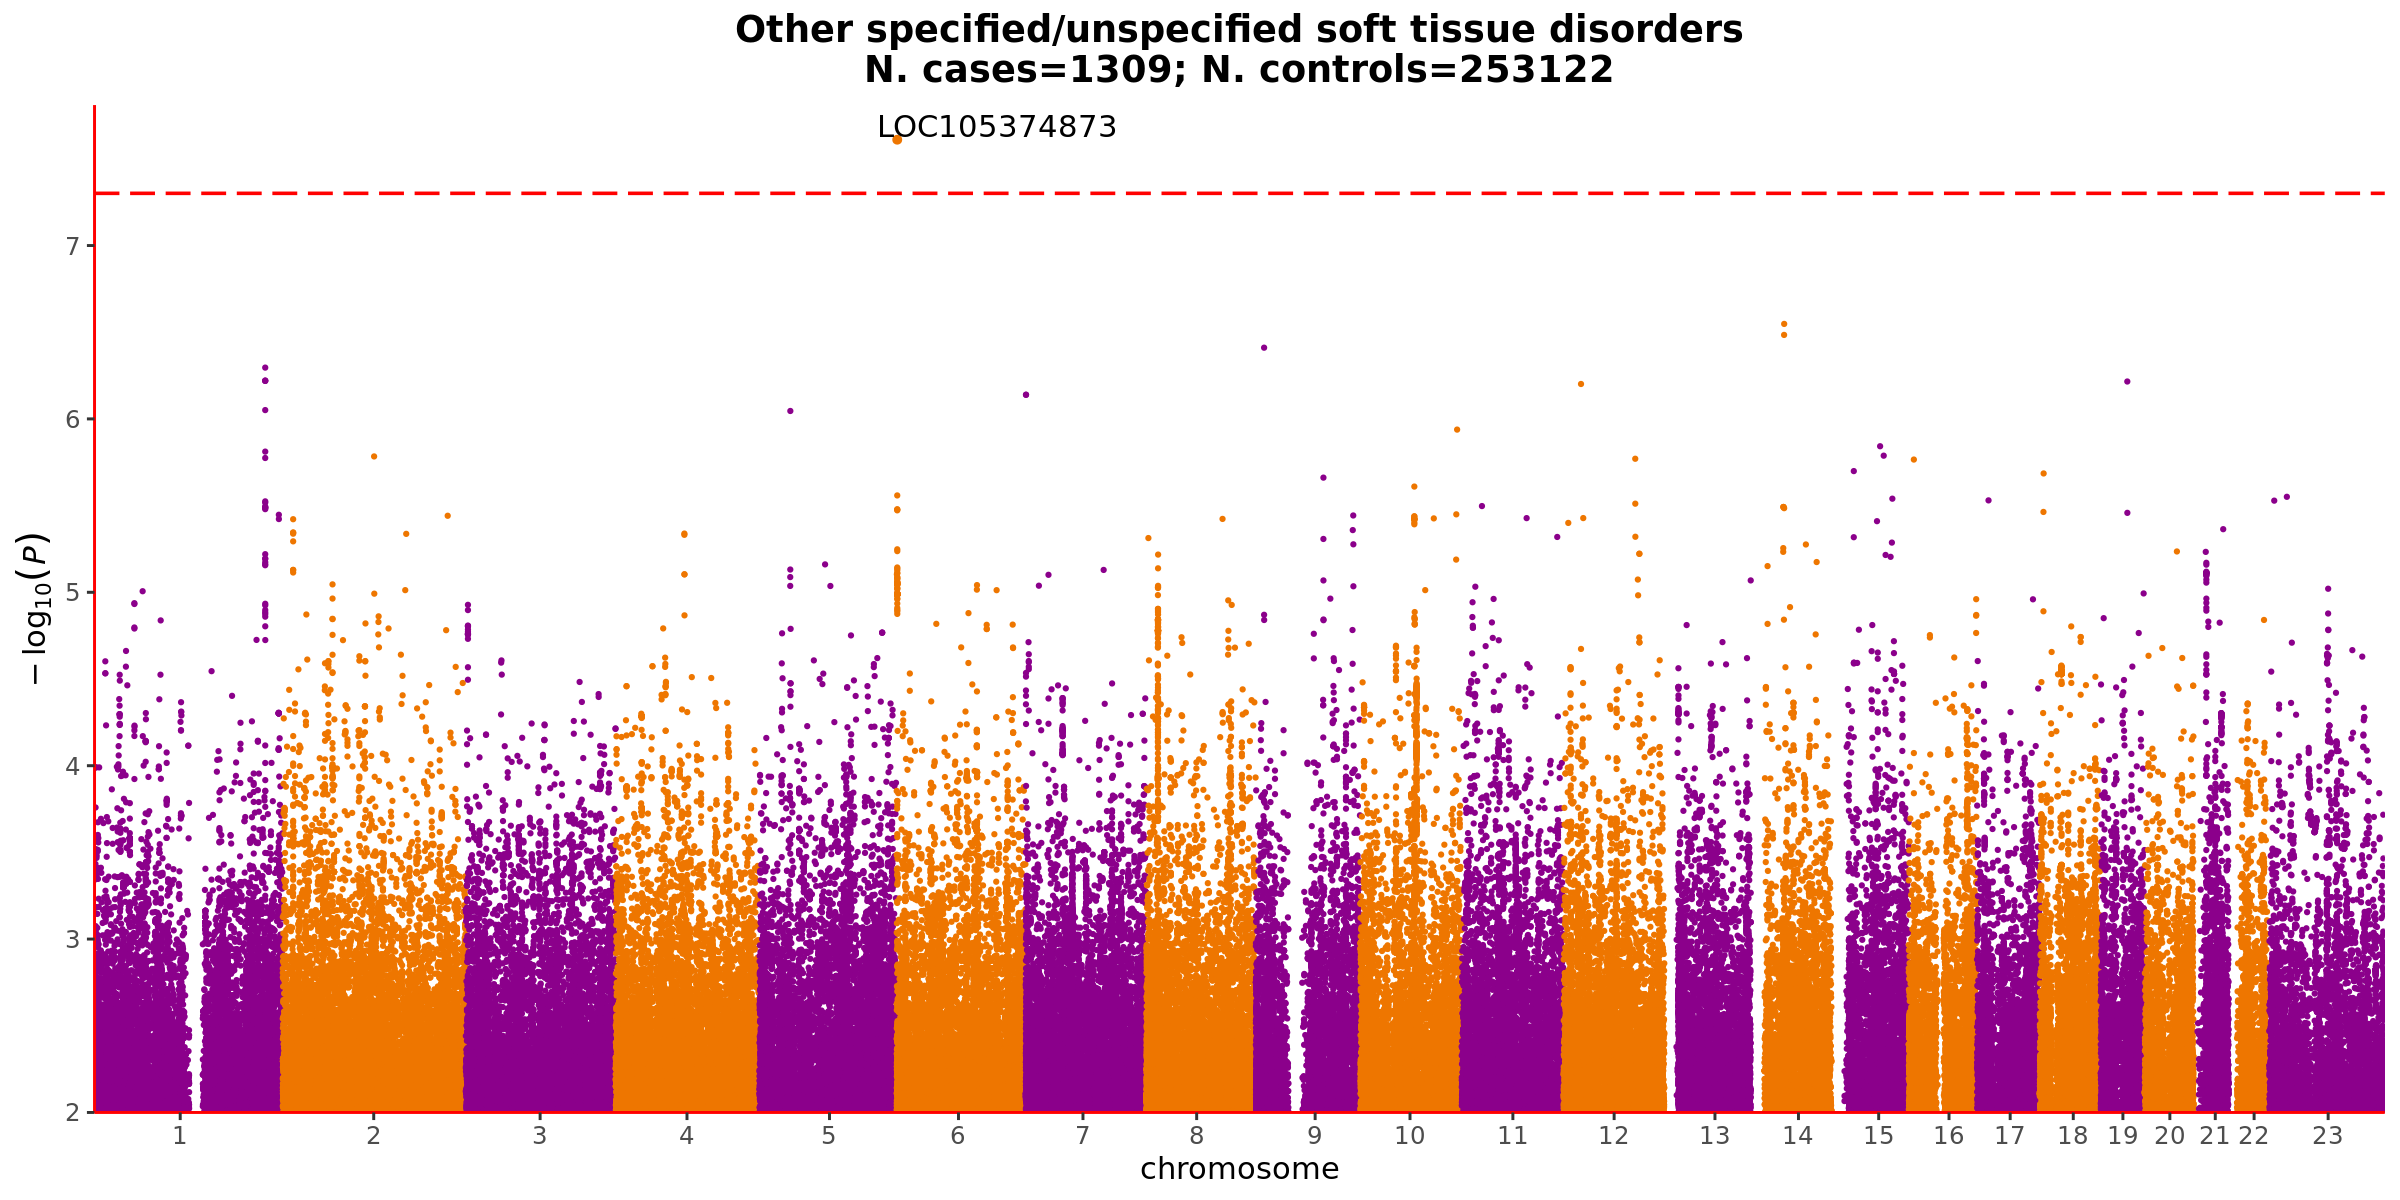 Other specified/unspecified soft tissue disorders
N. cases=1309; N. controls=253122
LOC105374873
7
6
5
4
3
2
−log10(P)
1 2 3 4 5 6 7 8 9 10 11 12 13 14 15 16 17 18 19 20 21 22 23
chromosome